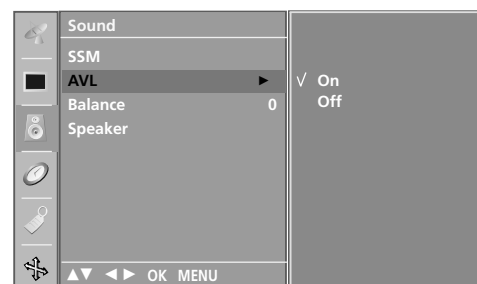 Sound
SSM
AVL ►
Balance 0
Speaker
√ On
Off
▲▼ ◄► OK MENU